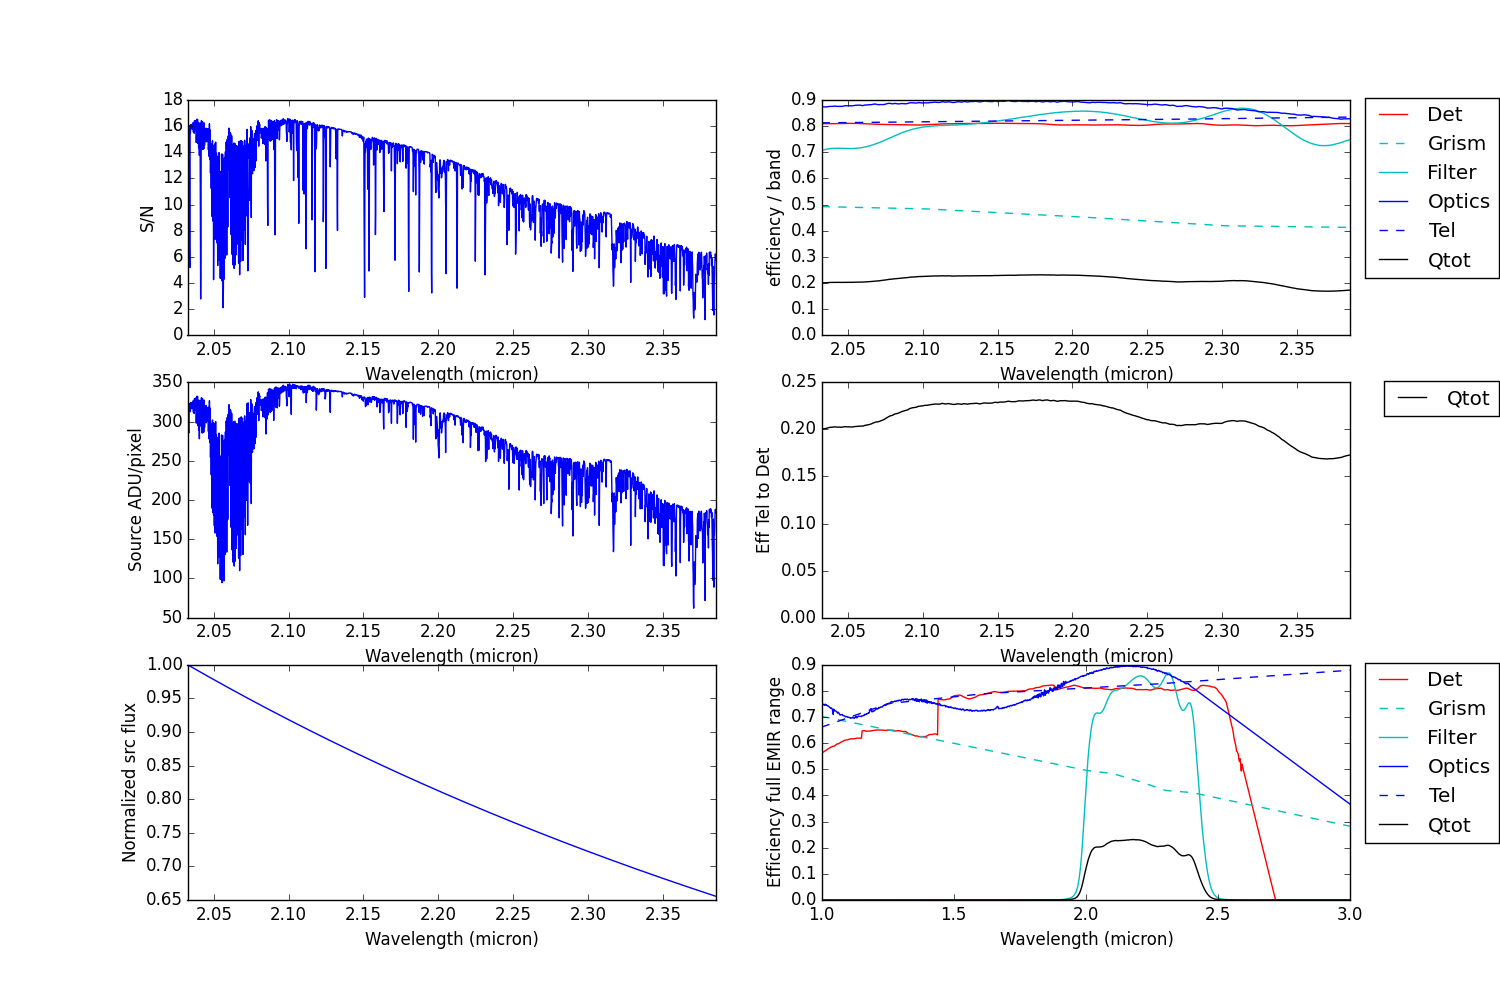 18
16
14
12
10
8
6
4
2
0
S/N
2.05 2.10 2.15 2.20 2.25 2.30 2.35
Wavelength (micron)
0.9
0.8
0.7
0.6
0.5
0.4
0.3
0.2
0.1
0.0
efficiency / band
2.05 2.10 2.15 2.20 2.25 2.30 2.35
Wavelength (micron)
Det
Grism
Filter
Optics
Tel
Qtot
350
300
250
200
150
100
50
Source ADU/pixel
2.05 2.10 2.15 2.20 2.25 2.30 2.35
Wavelength (micron)
0.25
0.20
0.15
0.10
0.05
0.00
Eff Tel to Det
2.05 2.10 2.15 2.20 2.25 2.30 2.35
Wavelength (micron)
Qtot
1.00
0.95
0.90
0.85
0.80
0.75
0.70
0.65
Normalized src flux
2.05 2.10 2.15 2.20 2.25 2.30 2.35
Wavelength (micron)
0.9
0.8
0.7
0.6
0.5
0.4
0.3
0.2
0.1
0.0
Efficiency full EMIR range
1.0 1.5 2.0 2.5 3.0
Wavelength (micron)
Det
Grism
Filter
Optics
Tel
Qtot